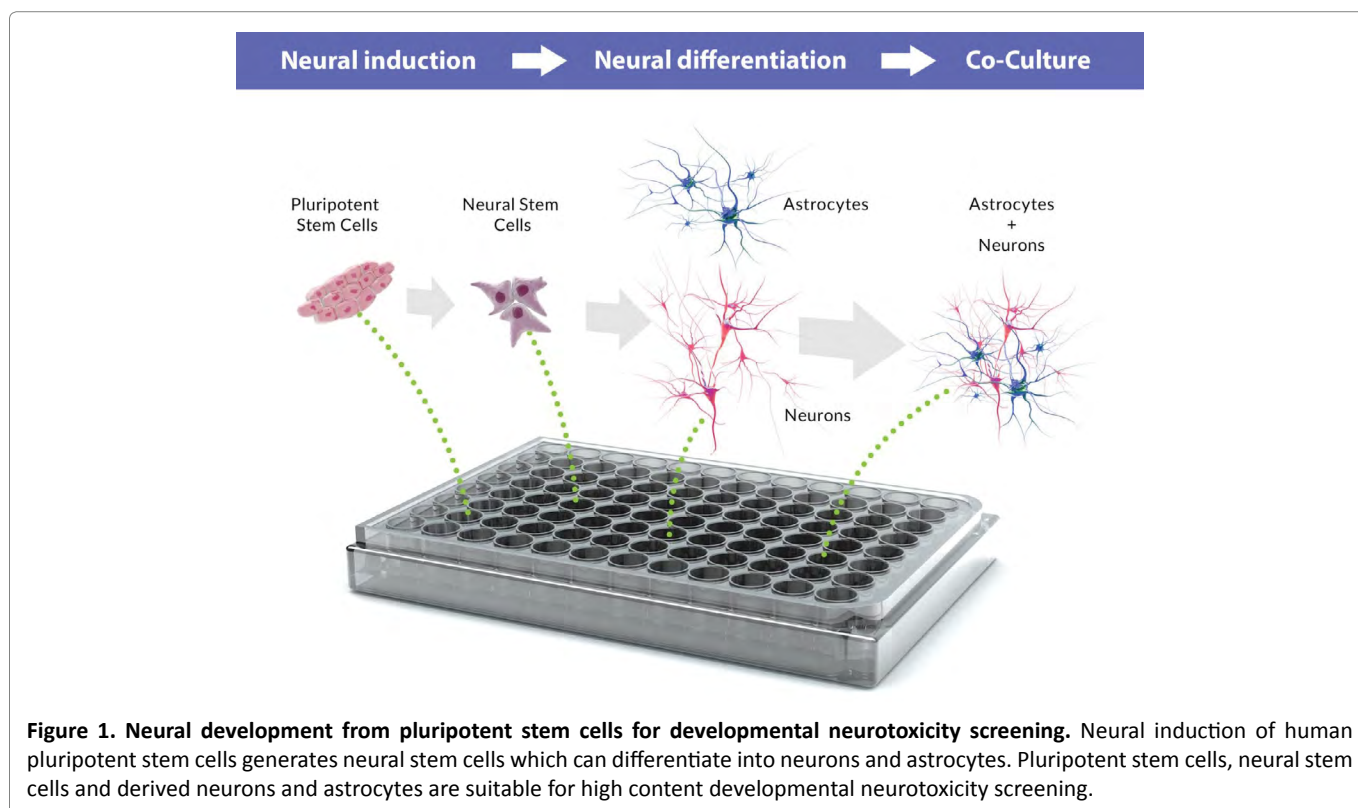 Neural induction Neural differentiation Co-Culture
Pluripotent
Stem Cells
Neural Stem
Cells
Astrocytes
Astrocytes
+
Neurons
Neurons
Figure 1. Neural development from pluripotent stem cells for developmental neurotoxicity screening. Neural induction of human
pluripotent stem cells generates neural stem cells which can differentiate into neurons and astrocytes. Pluripotent stem cells, neural stem
cells and derived neurons and astrocytes are suitable for high content developmental neurotoxicity screening.